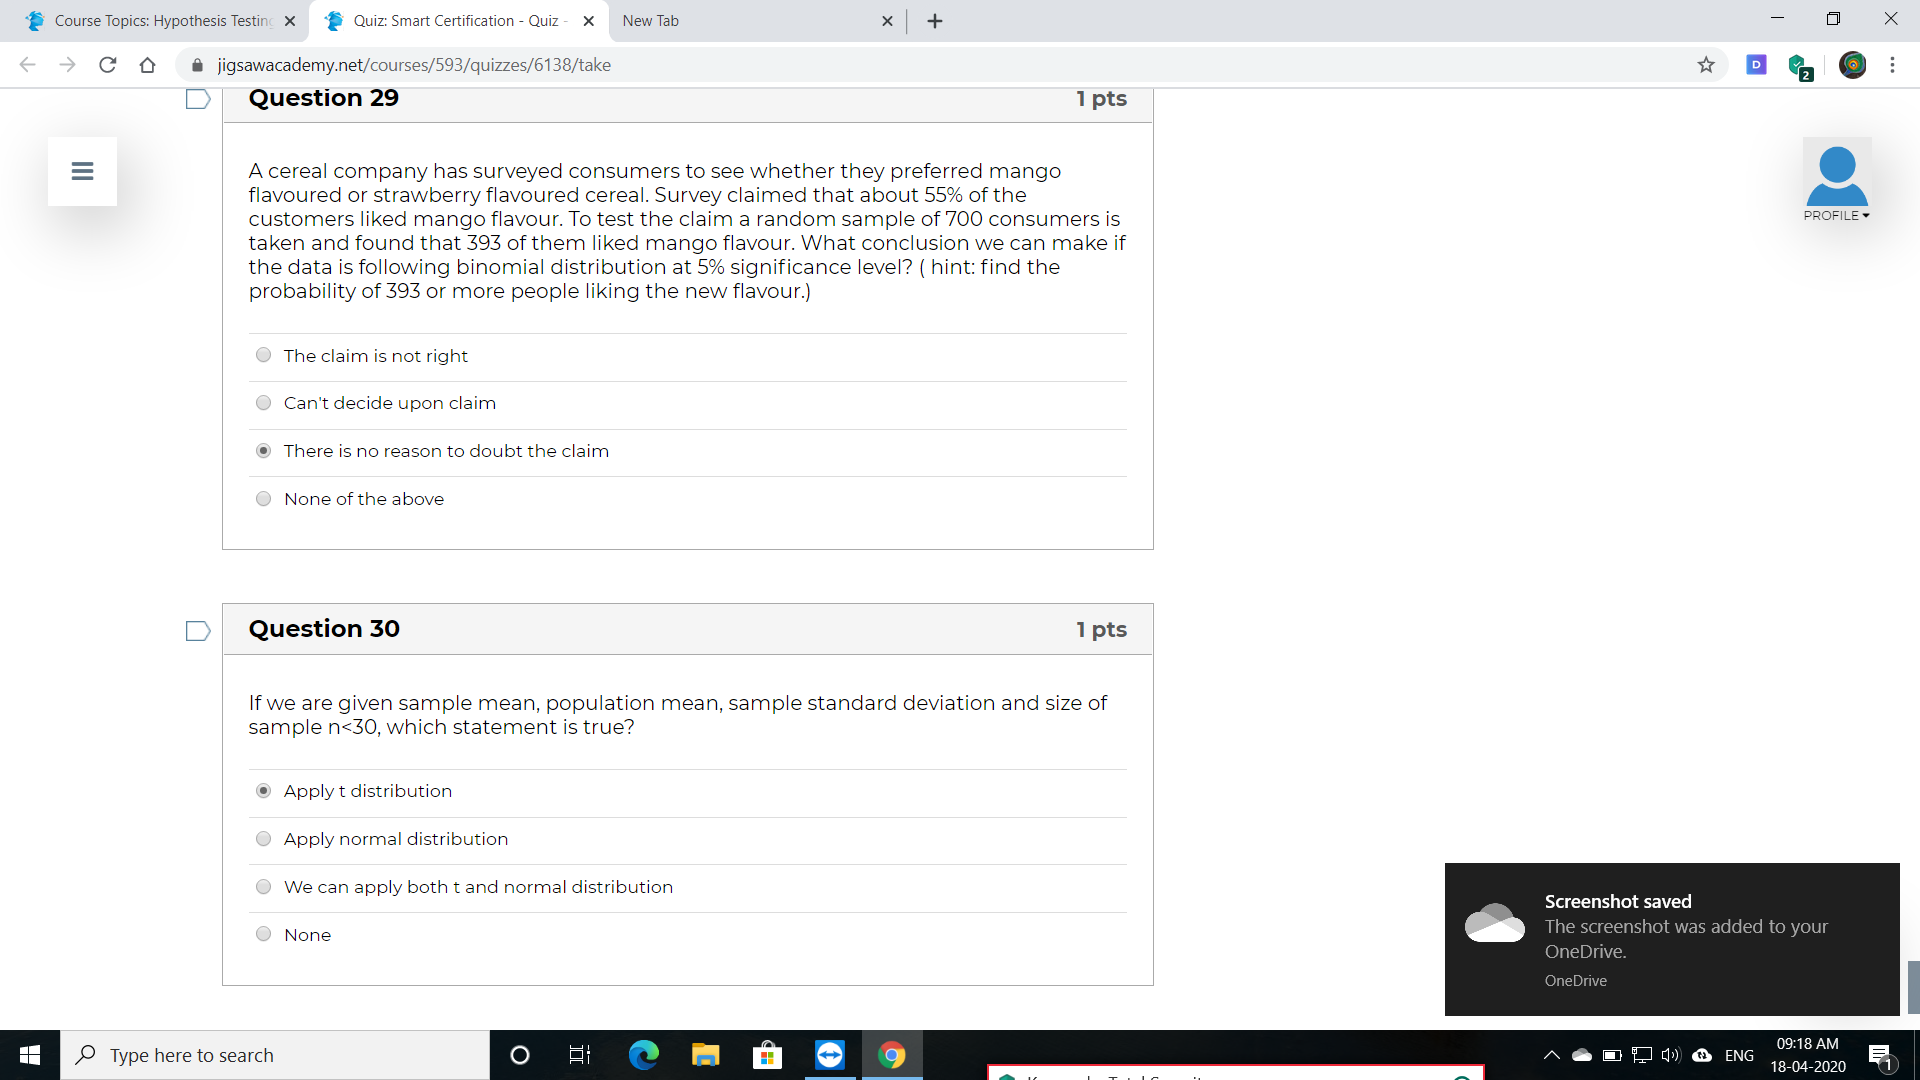 Course Topics: Hypothesis Testing
Quiz: Smart Certification - Quiz -
New Tab
jigsawacademy.net/courses/593/quizzes/6138/take
D
2
Question 29
1 pts
PROFILE
A cereal company has surveyed consumers to see whether they preferred mango
flavoured or strawberry flavoured cereal. Survey claimed that about 55% of the
customers liked mango flavour. To test the claim a random sample of 700 consumers is
taken and found that 393 of them liked mango flavour. What conclusion we can make if
the data is following binomial distribution at 5% significance level? ( hint: find the
probability of 393 or more people liking the new flavour.)
The claim is not right
Can't decide upon claim
There is no reason to doubt the claim
None of the above
Question 30
1 pts
If we are given sample mean, population mean, sample standard deviation and size of
sample n<30, which statement is true?
Apply t distribution
Apply normal distribution
We can apply both t and normal distribution
None
Screenshot saved
The screenshot was added to your
OneDrive.
OneDrive
Type here to search
ENG
09:18 AM
18-04-2020
1